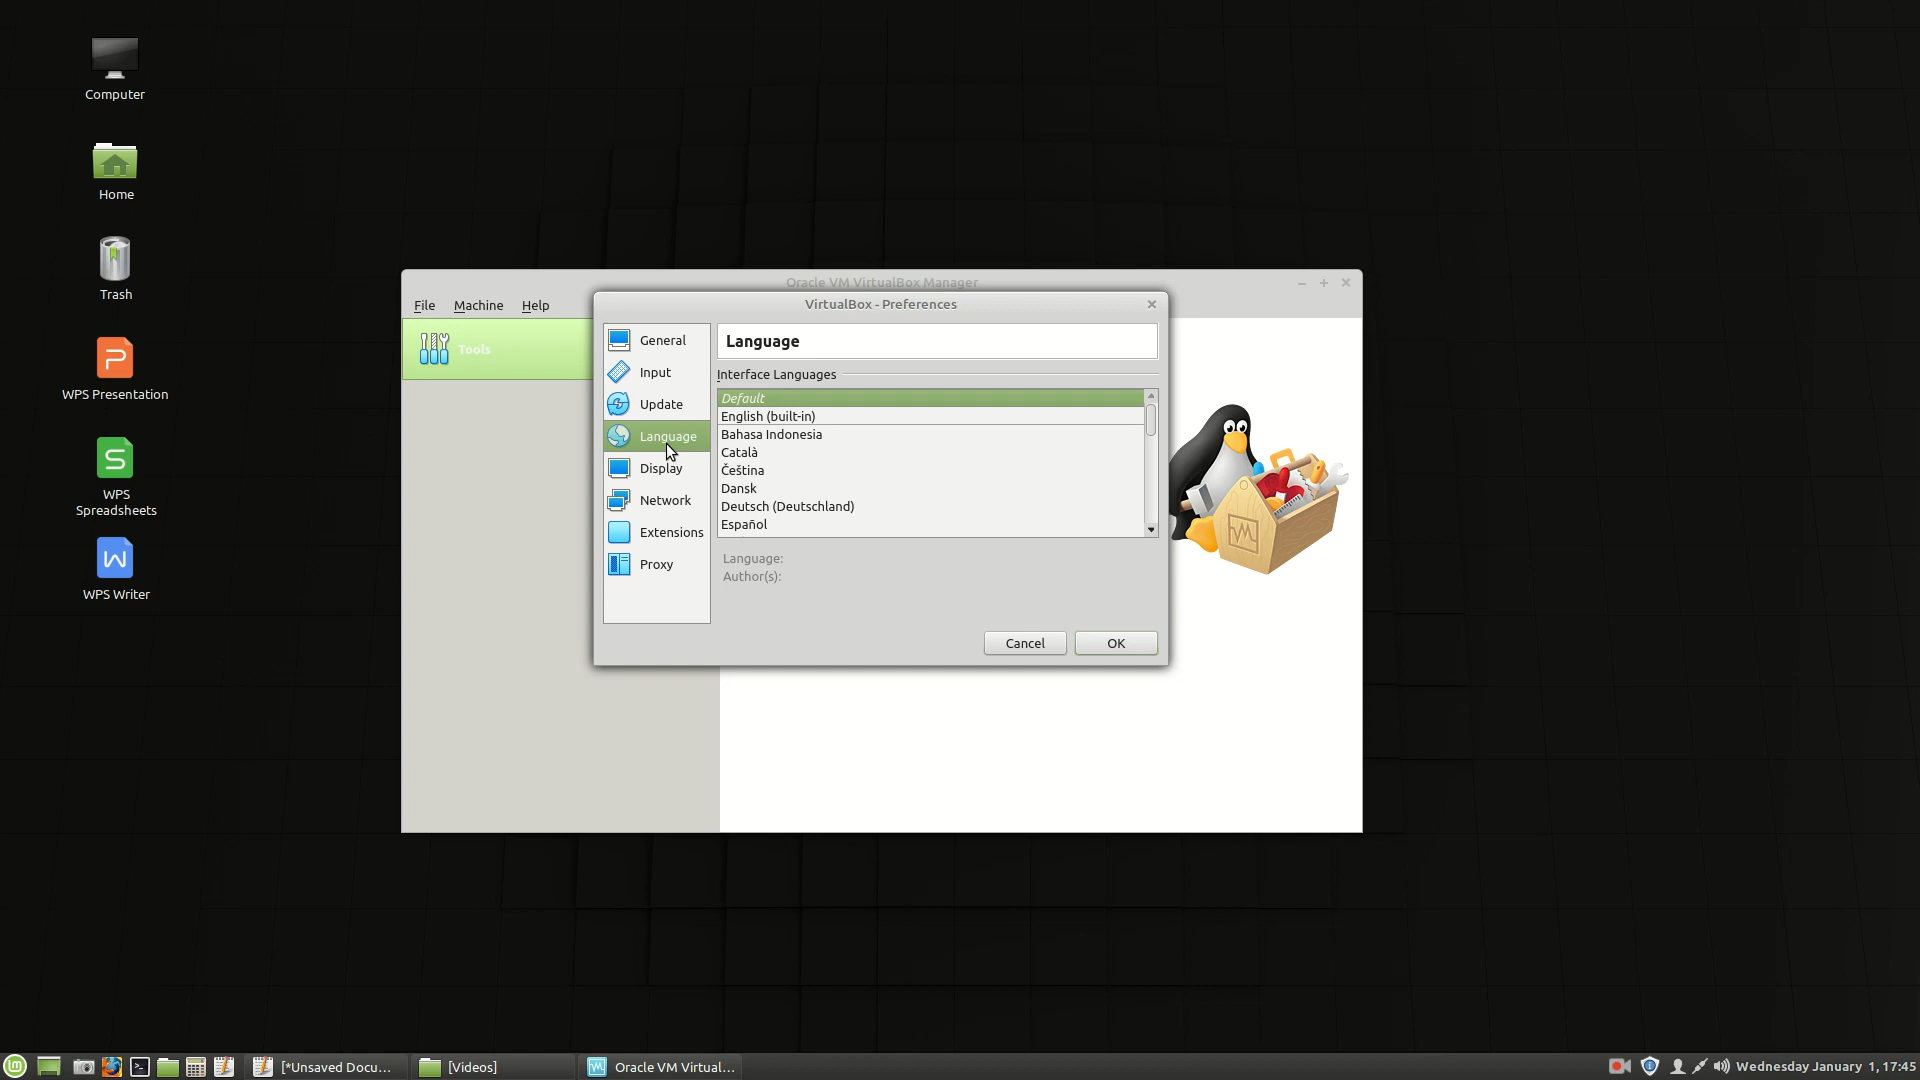 Computer
Home
Trash
WPS Presentation
WPS
Spreadsheets
WPS Writer
Oracle VM VirtualBox Manager
File Machine Help
Tools
VirtualBox - Preferences
General
Input
Update
Language
Display
Network
Extensions
Proxy
Language
Interface Languages
Default
English (built-in)
Bahasa Indonesia
Català
Čeština
Dansk
Deutsch (Deutschland)
Español
Language:
Author(s):
Cancel OK
[*Unsaved Docu... [Videos] Oracle VM Virtual... Wednesday January 1, 17:45